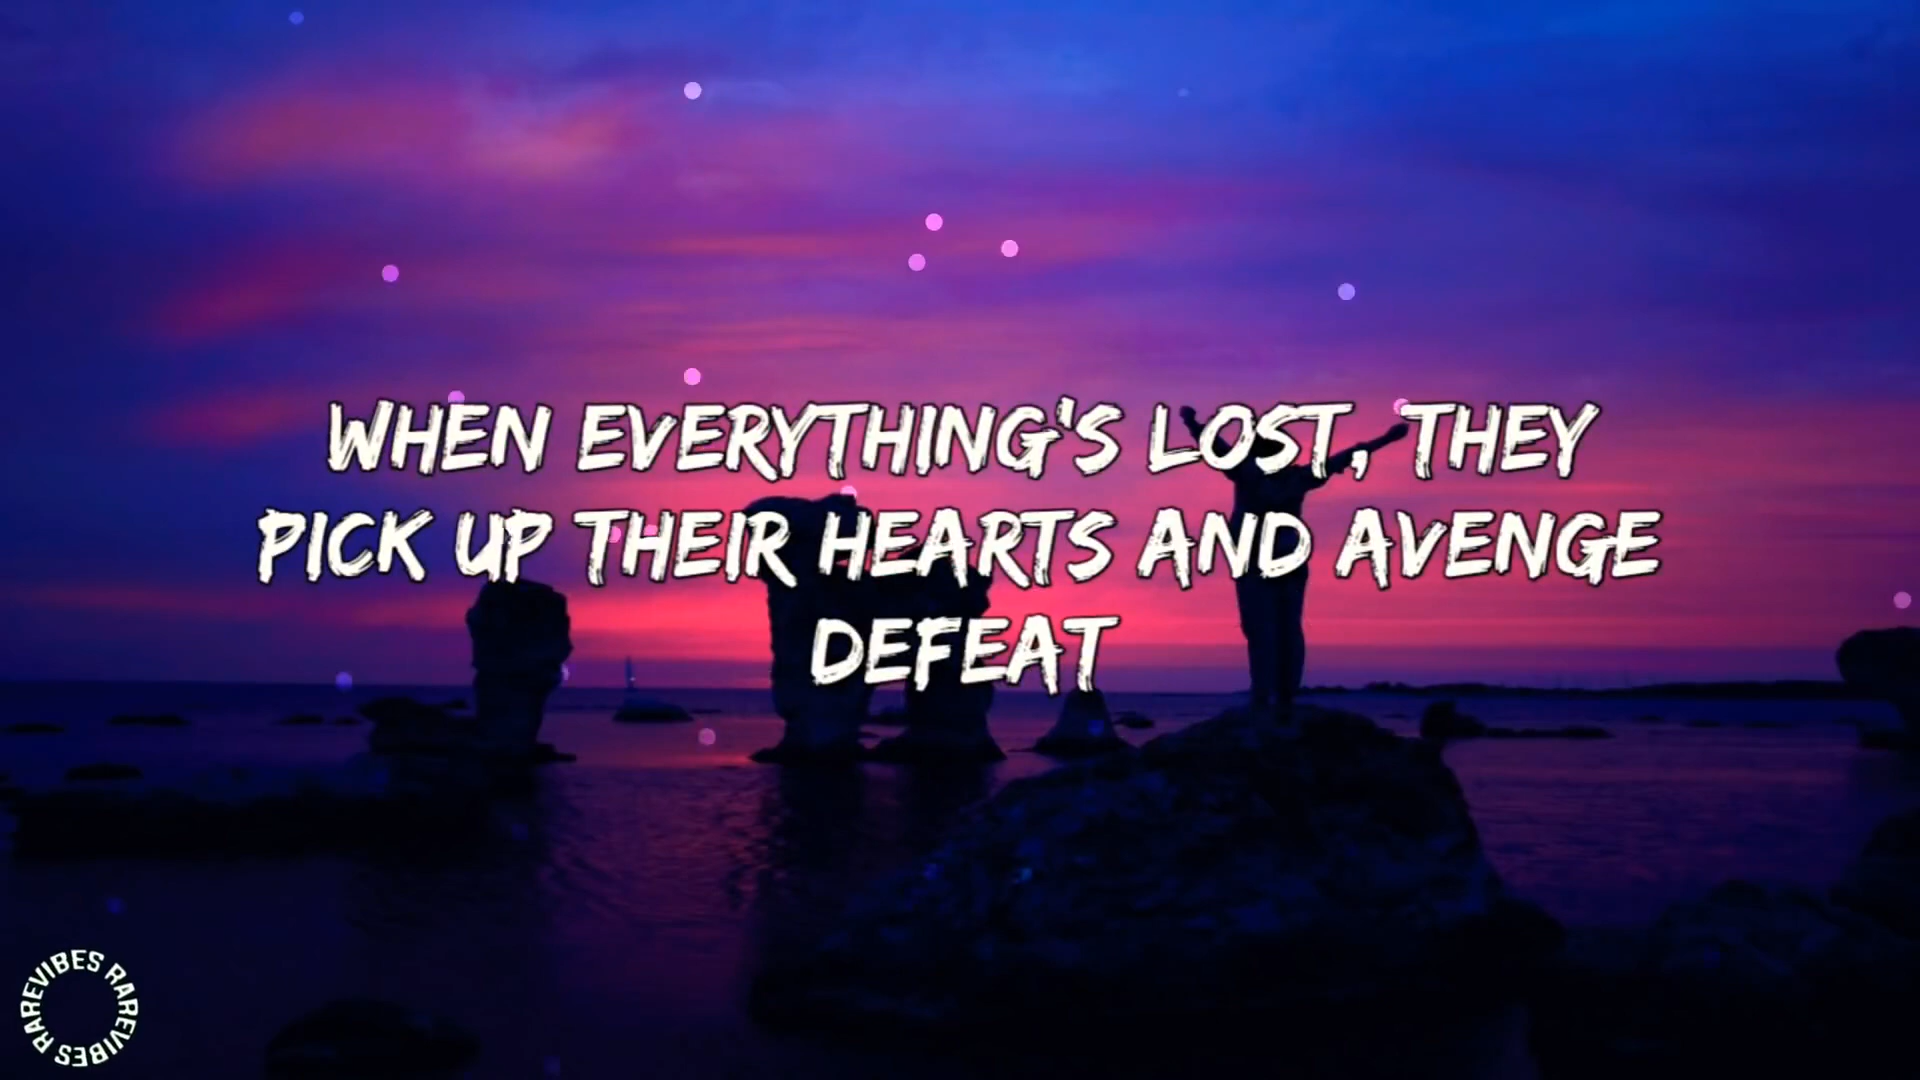 WHEN EVERYTHING'S LOST, THEY
PICK UP THEIR HEARTS AND AVENGE
DEFEAT
RAREVIBES RAREVIBES